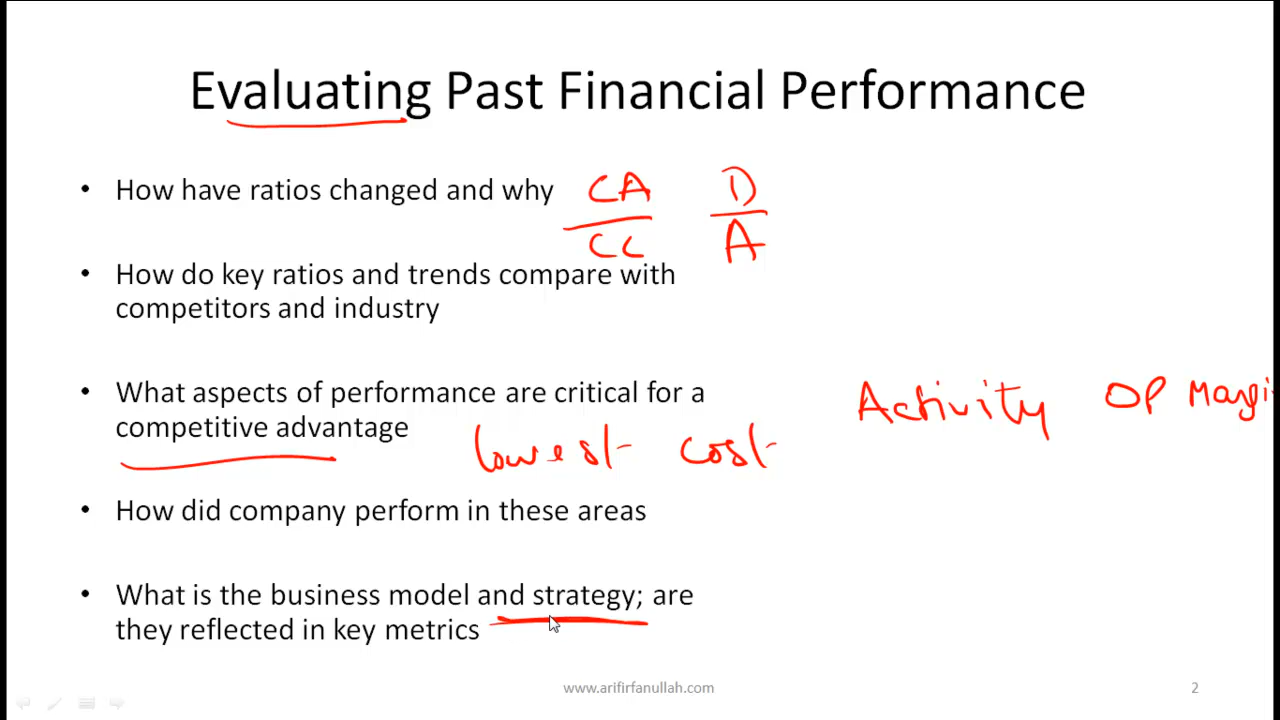 Evaluating Past Financial Performance
• How have ratios changed and why CA D
CL A
• How do key ratios and trends compare with
competitors and industry
• What aspects of performance are critical for a Activity OP Margi
competitive advantage lowest cost
• How did company perform in these areas
• What is the business model and strategy; are
they reflected in key metrics
www.arifirfanullah.com 2